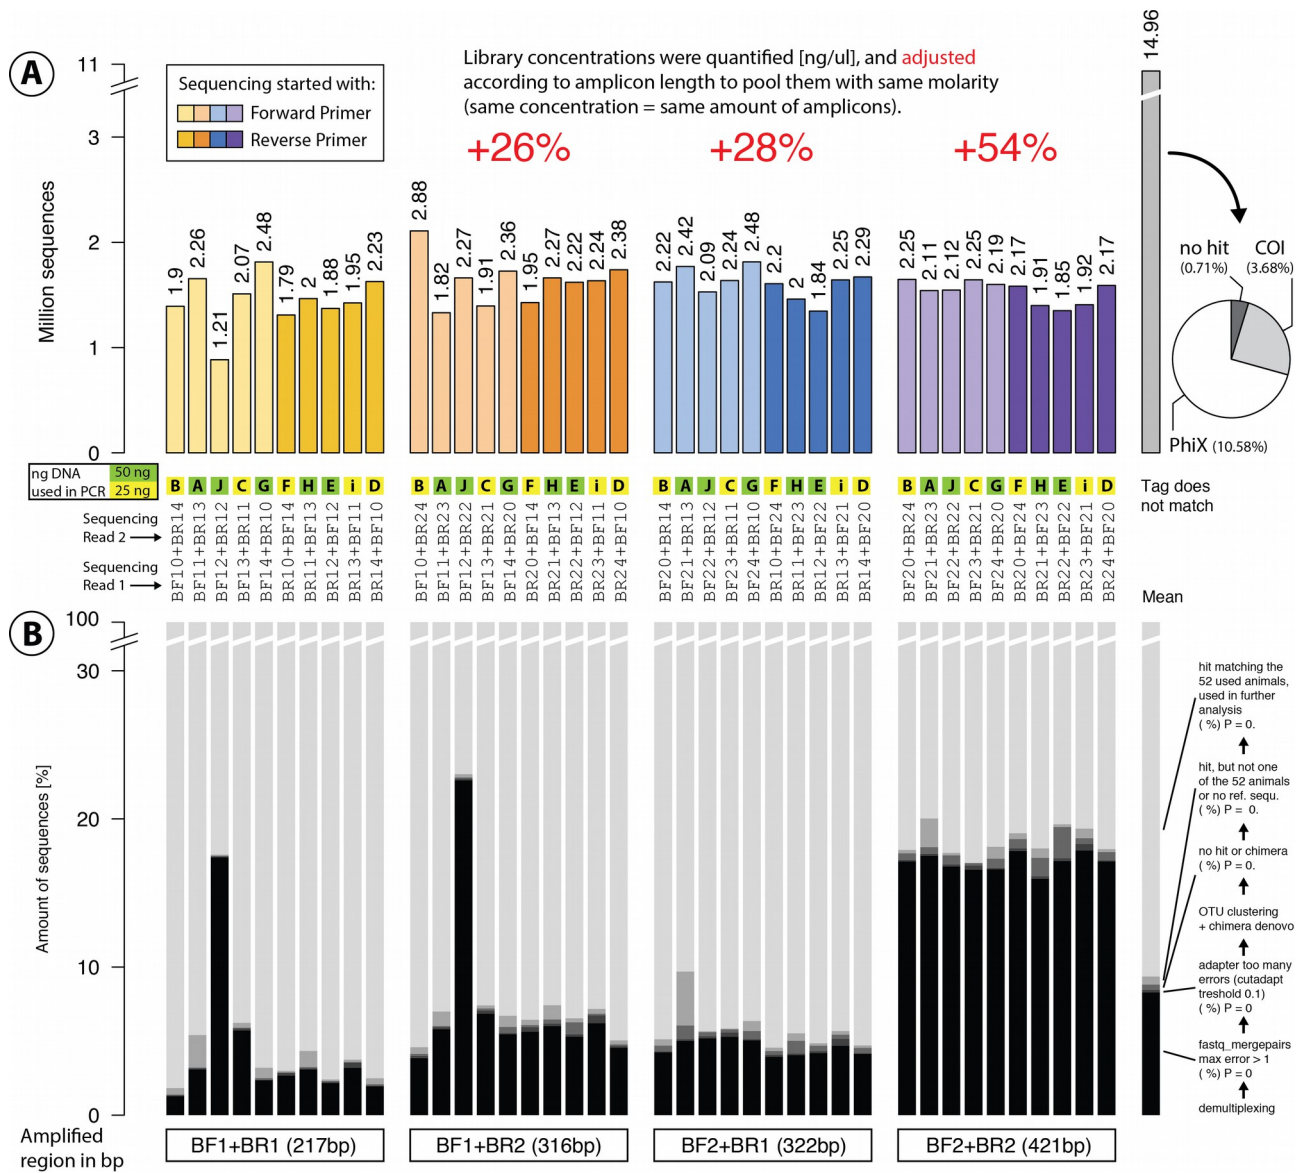 A
Library concentrations were quantified [ng/ul], and adjusted
according to amplicon length to pool them with same molarity
(same concentration = same amount of amplicons).
+26%
+28%
+54%
Sequencing started with:
Forward Primer
Reverse Primer
Million sequences
11
3
2
1
0
1.9
2.26
1.21
2.07
2.48
1.79
2
1.88
1.95
2.23
2.88
1.82
2.27
1.91
2.36
1.95
2.27
2.22
2.24
2.38
2.22
2.42
2.09
2.24
2.48
2.2
2
1.84
2.25
2.29
2.25
2.11
2.12
2.25
2.19
2.17
1.91
1.85
1.92
2.17
14.96
no hit
(0.71%)
COI
(3.68%)
PhiX (10.58%)
Tag does
not match
ng DNA
used in PCR
50 ng
25 ng
B A J C G F H E i D
B A J C G F H E i D
B A J C G F H E i D
B A J C G F H E i D
Sequencing
Read 2
Sequencing
Read 1
BF10+BR14
BF11+BR13
BF12+BR12
BF13+BR11
BF14+BR10
BR10+BF14
BR11+BF13
BR12+BF12
BR13+BF11
BR14+BF10
BF10+BR24
BF11+BR23
BF12+BR22
BF13+BR21
BF14+BR20
BR20+BF14
BR21+BF13
BR22+BF12
BR23+BF11
BR24+BF10
BF20+BR14
BF21+BR13
BF22+BR12
BF23+BR11
BF24+BR10
BR10+BF24
BR11+BF23
BR12+BF22
BR13+BF21
BR14+BF20
BF20+BR24
BF21+BR23
BF22+BR22
BF23+BR21
BF24+BR20
BR20+BF24
BR21+BF23
BR22+BF22
BR23+BF21
BR24+BF20
Mean
B
Amount of sequences [%]
100
30
20
10
0
hit matching the
52 used animals,
used in further
analysis
( %) P = 0.
hit, but not one
of the 52 animals
or no ref. sequ.
( %) P = 0.
no hit or chimera
( %) P = 0.
OTU clustering
+ chimera denovo
adapter too many
errors (cutadapt
treshold 0.1)
( %) P = 0
fastq_mergepairs
max error > 1
( %) P = 0
demultiplexing
Amplified
region in bp
BF1+BR1 (217bp)
BF1+BR2 (316bp)
BF2+BR1 (322bp)
BF2+BR2 (421bp)